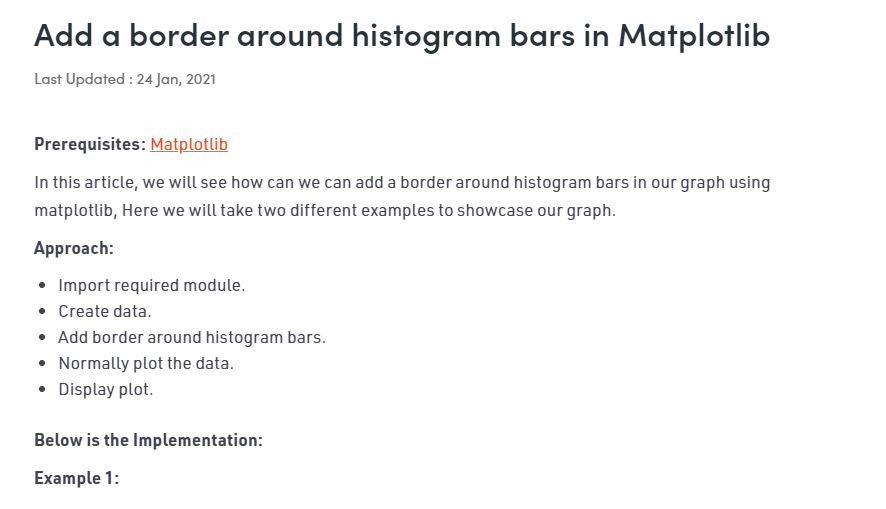 Add a border around histogram bars in Matplotlib
Last Updated : 24 Jan, 2021
Prerequisites: Matplotlib
In this article, we will see how can we can add a border around histogram bars in our graph using
matplotlib, Here we will take two different examples to showcase our graph.
Approach:
• Import required module.
• Create data.
• Add border around histogram bars.
• Normally plot the data.
• Display plot.
Below is the Implementation:
Example 1: